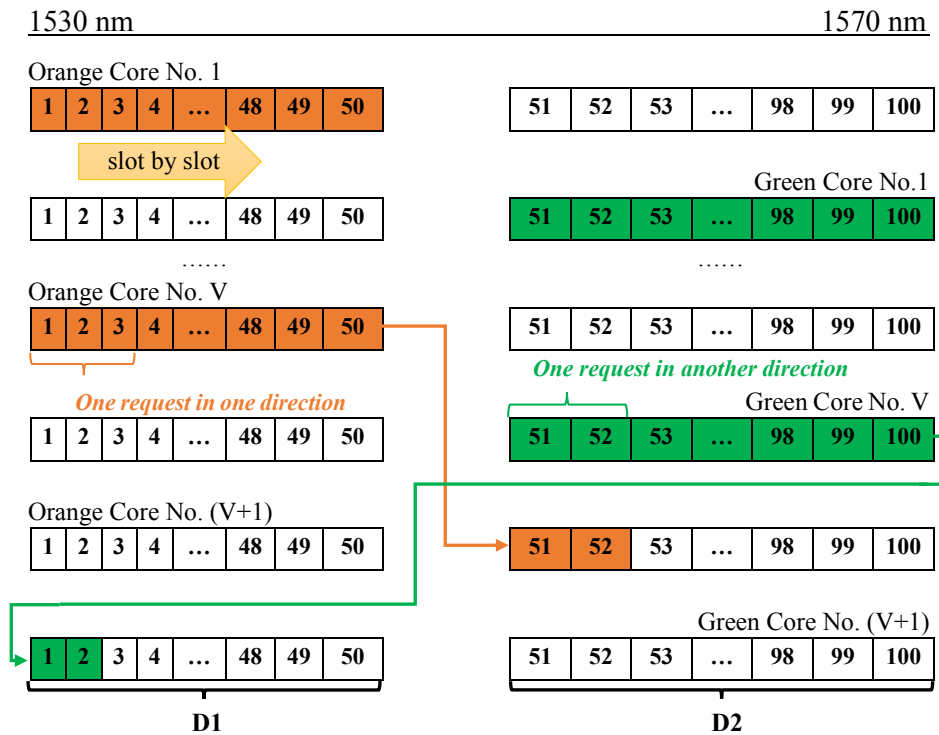 1530 nm 1570 nm
Orange Core No. 1
1 2 3 4 ... 48 49 50 51 52 53 ... 98 99 100
slot by slot
Green Core No.1
1 2 3 4 ... 48 49 50 51 52 53 ... 98 99 100
...... ......
Orange Core No. V
1 2 3 4 ... 48 49 50 51 52 53 ... 98 99 100
One request in another direction
One request in one direction Green Core No. V
1 2 3 4 ... 48 49 50 51 52 53 ... 98 99 100
Orange Core No. (V+1)
1 2 3 4 ... 48 49 50 51 52 53 ... 98 99 100
Green Core No. (V+1)
1 2 3 4 ... 48 49 50 51 52 53 ... 98 99 100
D1 D2